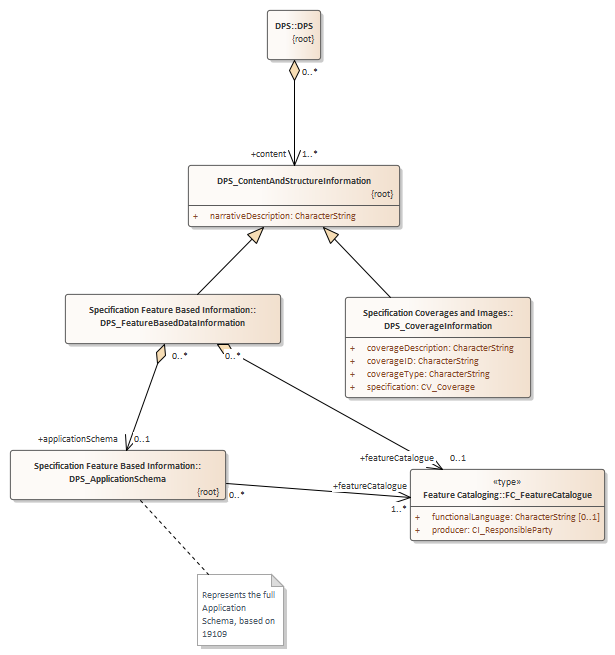 DPS::DPS
{root}
0..*
+content
1..*
DPS_ContentAndStructureInformation
{root}
+ narrativeDescription: CharacterString
Specification Feature Based Information::
DPS_FeatureBasedDataInformation
Specification Coverages and Images::
DPS_CoverageInformation
+ coverageDescription: CharacterString
+ coverageID: CharacterString
+ coverageType: CharacterString
+ specification: CV_Coverage
0..*
0..*
+applicationSchema
0..1
+featureCatalogue
0..1
Specification Feature Based Information::
DPS_ApplicationSchema
{root}
0..*
+featureCatalogue
1..*
«type»
Feature Cataloging::FC_FeatureCatalogue
+ functionalLanguage: CharacterString [0..1]
+ producer: CI_ResponsibleParty
Represents the full
Application
Schema, based on
19109